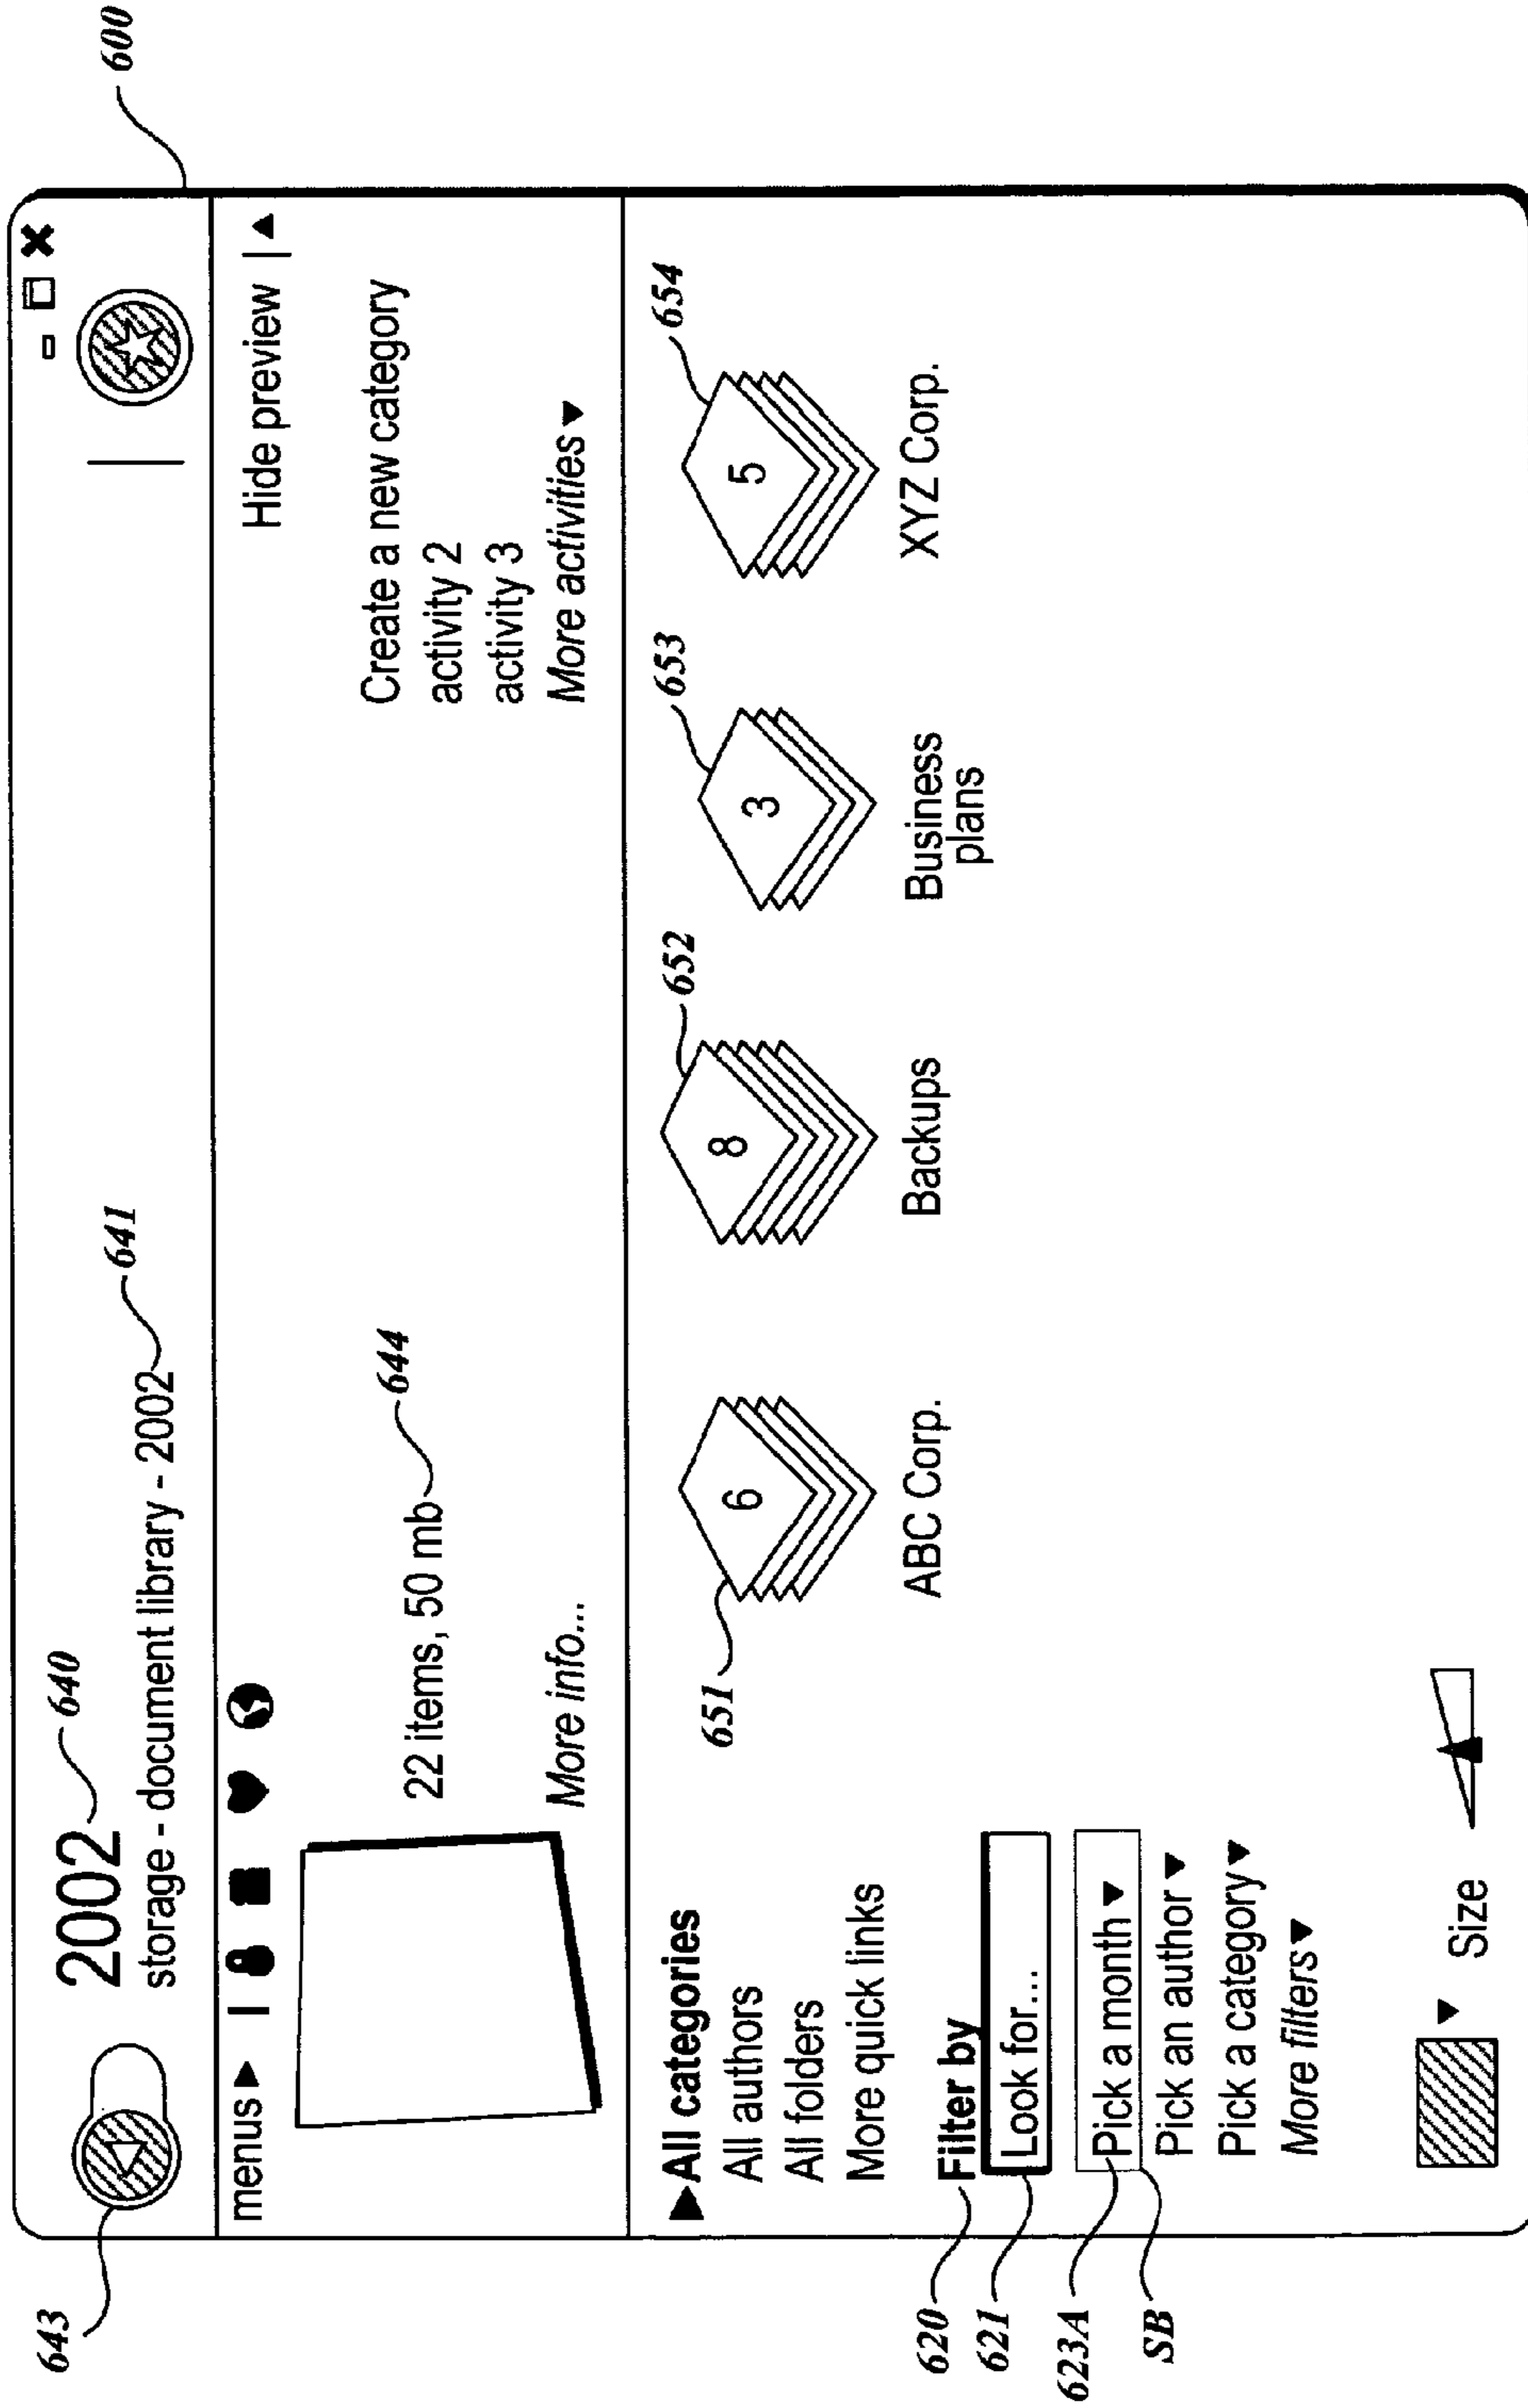 600
2002
640
storage - document library - 2002
641
643
menus
Hide preview
22 items, 50 mb
644
More info...
Create a new category
activity 2
activity 3
More activities
All categories
All authors
All folders
More quick links
620
Filter by
621
Look for...
623A
Pick a month
SB
Pick an author
Pick a category
More filters
Size
651
6
ABC Corp.
652
8
Backups
653
3
Business
plans
654
5
XYZ Corp.